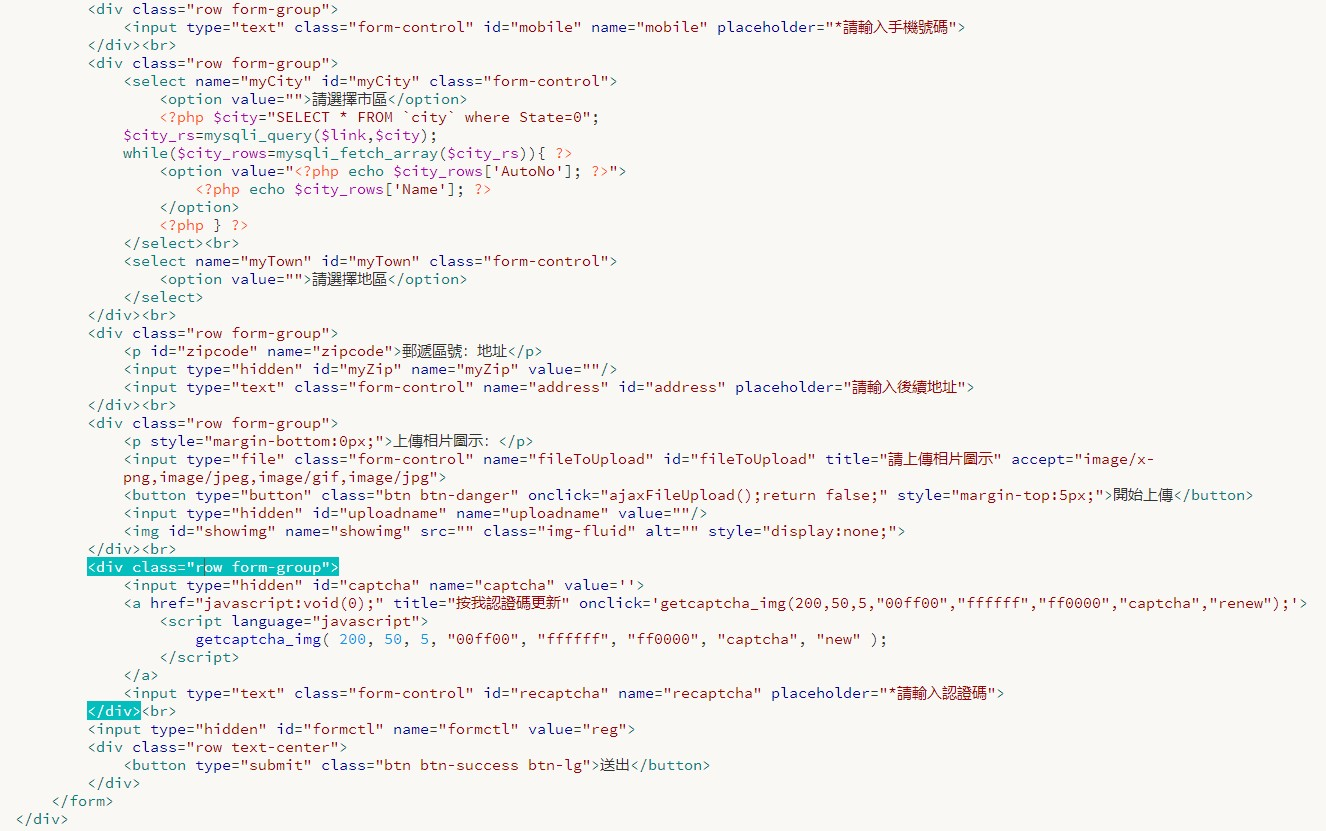 <div class="row form-group">
<input type="text" class="form-control" id="mobile" name="mobile" placeholder="*請輸入手機號碼">
</div><br>
<div class="row form-group">
<select name="myCity" id="myCity" class="form-control">
<option value="">請選擇市區</option>
<?php $city="SELECT * FROM `city` where State=0";
$city_rs=mysqli_query($link,$city);
while($city_rows=mysqli_fetch_array($city_rs)){ ?>
<option value="<?php echo $city_rows['AutoNo']; ?>">
<?php echo $city_rows['Name']; ?>
</option>
<?php } ?>
</select><br>
<select name="myTown" id="myTown" class="form-control">
<option value="">請選擇地區</option>
</select>
</div><br>
<div class="row form-group">
<p id="zipcode" name="zipcode">郵遞區號：地址</p>
<input type="hidden" id="myZip" name="myZip" value=""/>
<input type="text" class="form-control" name="address" id="address" placeholder="請輸入後續地址">
</div><br>
<div class="row form-group">
<p style="margin-bottom:0px;">上傳相片圖示：</p>
<input type="file" class="form-control" name="fileToUpload" id="fileToUpload" title="請上傳相片圖示" accept="image/x-
png,image/jpeg,image/gif,image/jpg">
<button type="button" class="btn btn-danger" onclick="ajaxFileUpload();return false;" style="margin-top:5px;">開始上傳</button>
<input type="hidden" id="uploadname" name="uploadname" value=""/>
<img id="showimg" name="showimg" src="" class="img-fluid" alt="" style="display:none;">
</div><br>
<div class="row form-group">
<input type="hidden" id="captcha" name="captcha" value=''>
<a href="javascript:void(0);" title="按我認證碼更新" onclick='getcaptcha_img(200,50,5,"00ff00","ffffff","ff0000","captcha","renew");'>
<script language="javascript">
getcaptcha_img( 200, 50, 5, "00ff00", "ffffff", "ff0000", "captcha", "new" );
</script>
</a>
<input type="text" class="form-control" id="recaptcha" name="recaptcha" placeholder="*請輸入認證碼">
</div><br>
<input type="hidden" id="formctl" name="formctl" value="reg">
<div class="row text-center">
<button type="submit" class="btn btn-success btn-lg">送出</button>
</div>
</form>
</div>